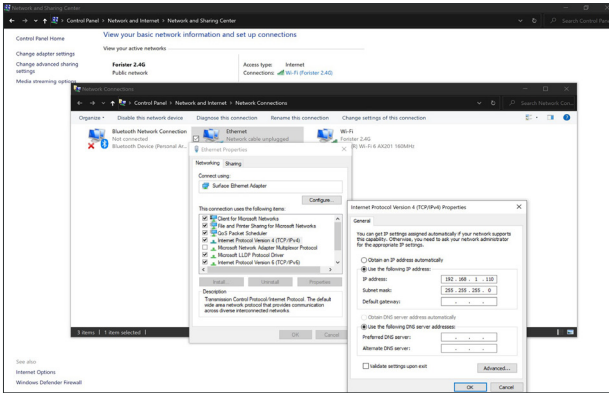 Network and Sharing Center
Control Panel > Network and Internet > Network and Sharing Center
Search Control Panel
Control Panel Home
Change adapter settings
Change advanced sharing
settings
Media streaming options
View your basic network information and set up connections
View your active networks
Forister 2.4G
Public network
Access type: Internet
Connections: Wi-Fi (Forister 2.4G)
Network Connections
Control Panel > Network and Internet > Network Connections
Search Network Con...
Organize
Disable this network device
Diagnose this connection
Rename this connection
Change settings of this connection
Bluetooth Network Connection
Not connected
Bluetooth Device (Personal Ar...
Ethernet
Network cable unplugged
Wi-Fi
Forister 2.4G
(R) Wi-Fi 6 AX201 160MHz
Ethernet Properties
Networking
Sharing
Connect using:
Surface Ethernet Adapter
Configure...
This connection uses the following items:
Client for Microsoft Networks
File and Printer Sharing for Microsoft Networks
QoS Packet Scheduler
Internet Protocol Version 4 (TCP/IPv4)
Microsoft Network Adapter Multiplexor Protocol
Microsoft LLDP Protocol Driver
Internet Protocol Version 6 (TCP/IPv6)
Install...
Uninstall
Properties
Description
Transmission Control Protocol/Internet Protocol. The default
wide area network protocol that provides communication
across diverse interconnected networks.
OK
Cancel
Internet Protocol Version 4 (TCP/IPv4) Properties
General
You can get IP settings assigned automatically if your network supports
this capability. Otherwise, you need to ask your network administrator
for the appropriate IP settings.
Obtain an IP address automatically
Use the following IP address:
IP address: 192 . 168 . 1 . 110
Subnet mask: 255 . 255 . 255 . 0
Default gateway: . . .
Obtain DNS server address automatically
Use the following DNS server addresses:
Preferred DNS server: . . .
Alternate DNS server: . . .
Validate settings upon exit
Advanced...
OK
Cancel
3 items
1 item selected
See also
Internet Options
Windows Defender Firewall